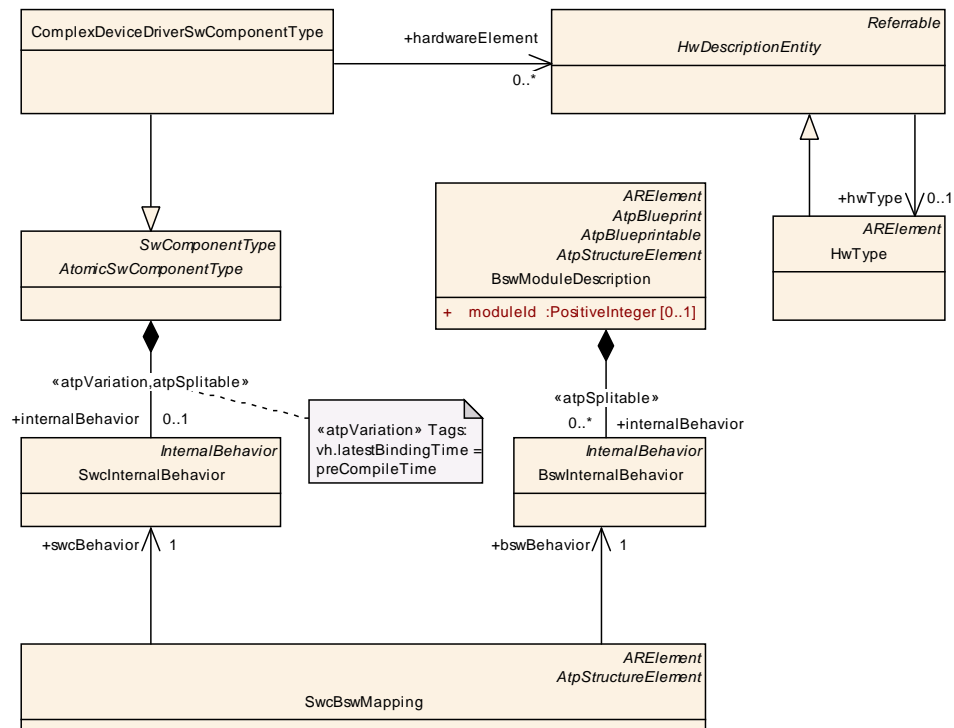 ComplexDeviceDriverSwComponentType
+hardwareElement
0..*
Referrable
HwDescriptionEntity
+hwType
0..1
ARElement
HwType
ARElement
AtpBlueprint
AtpBlueprintable
AtpStructureElement
BswModuleDescription
+ moduleId :PositiveInteger [0..1]
SwComponentType
AtomicSwComponentType
«atpVariation,atpSplitable»
+internalBehavior
0..1
«atpVariation» Tags:
vh.latestBindingTime =
preCompileTime
«atpSplitable»
0..*
+internalBehavior
InternalBehavior
SwcInternalBehavior
InternalBehavior
BswInternalBehavior
+swcBehavior
1
+bswBehavior
1
ARElement
AtpStructureElement
SwcBswMapping